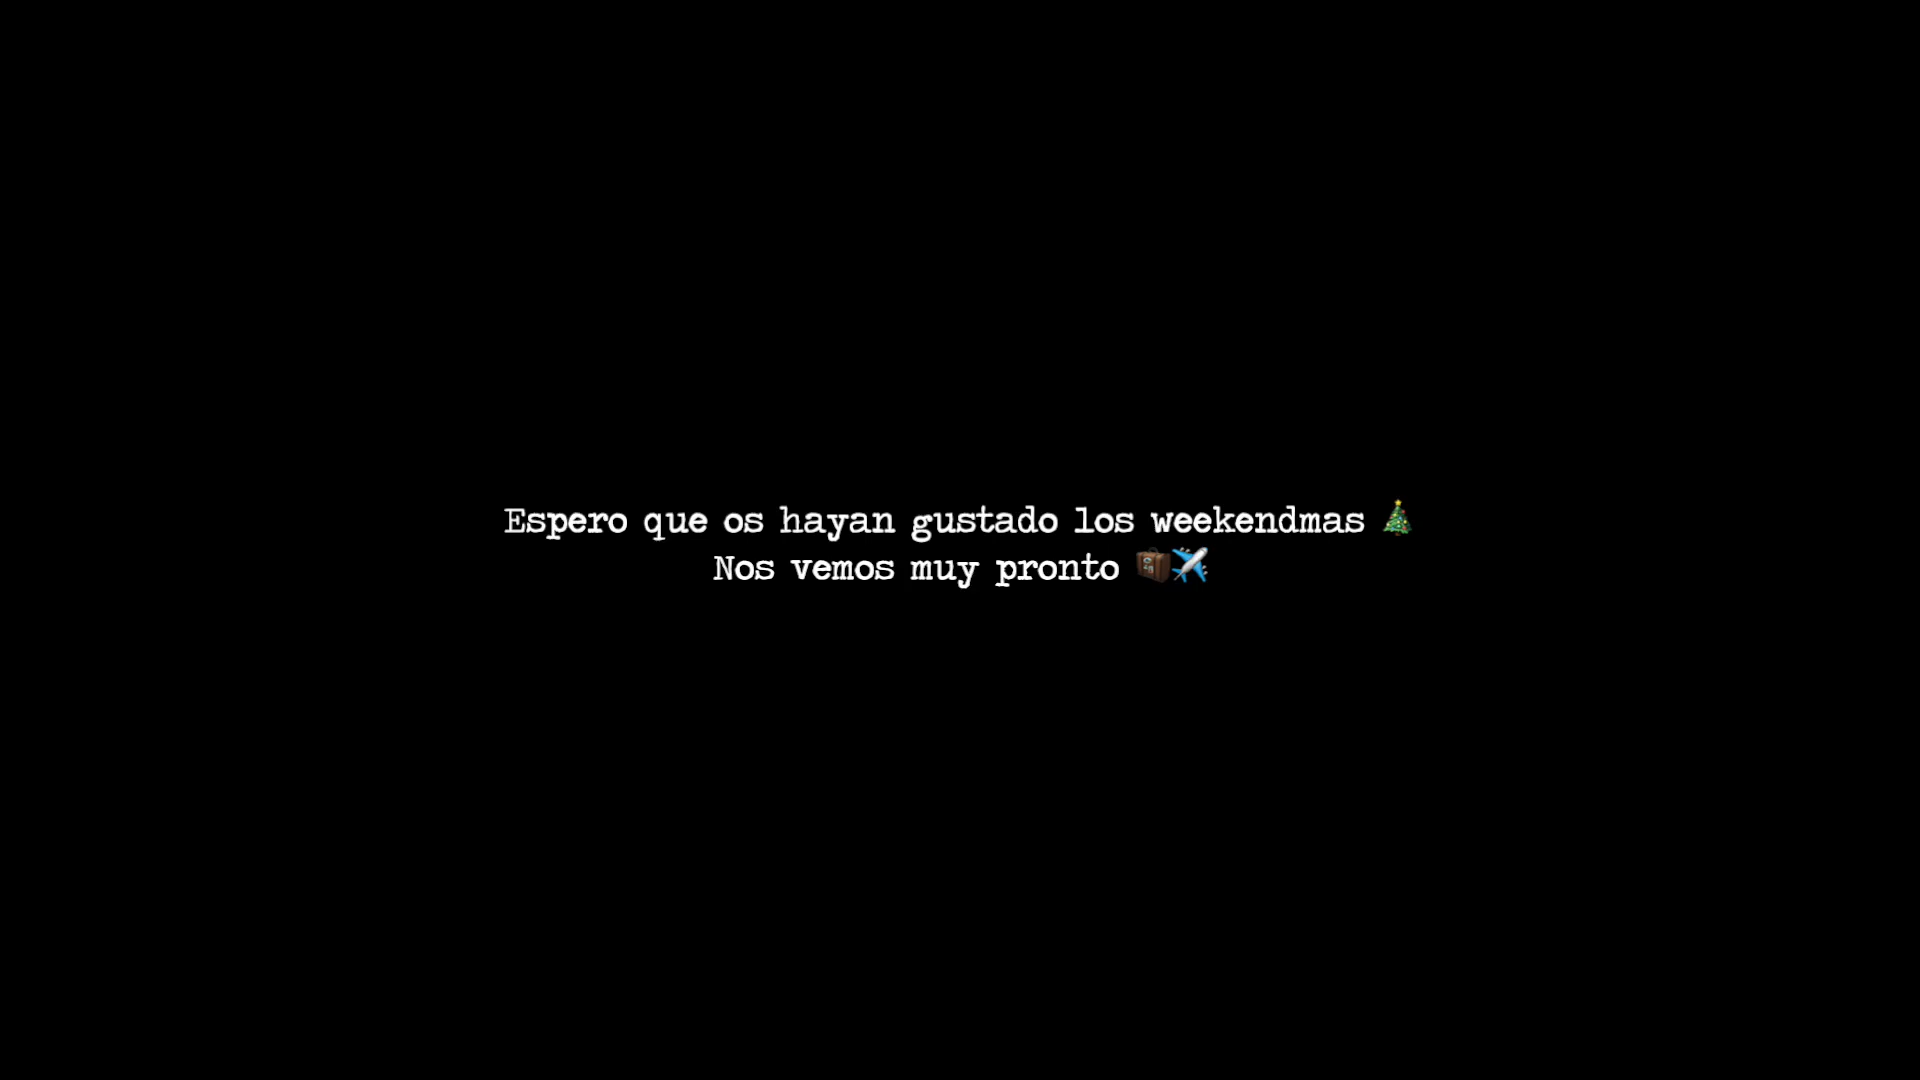 Espero que os hayan gustado los weekendmas 🎄
Nos vemos muy pronto 🧳✈️